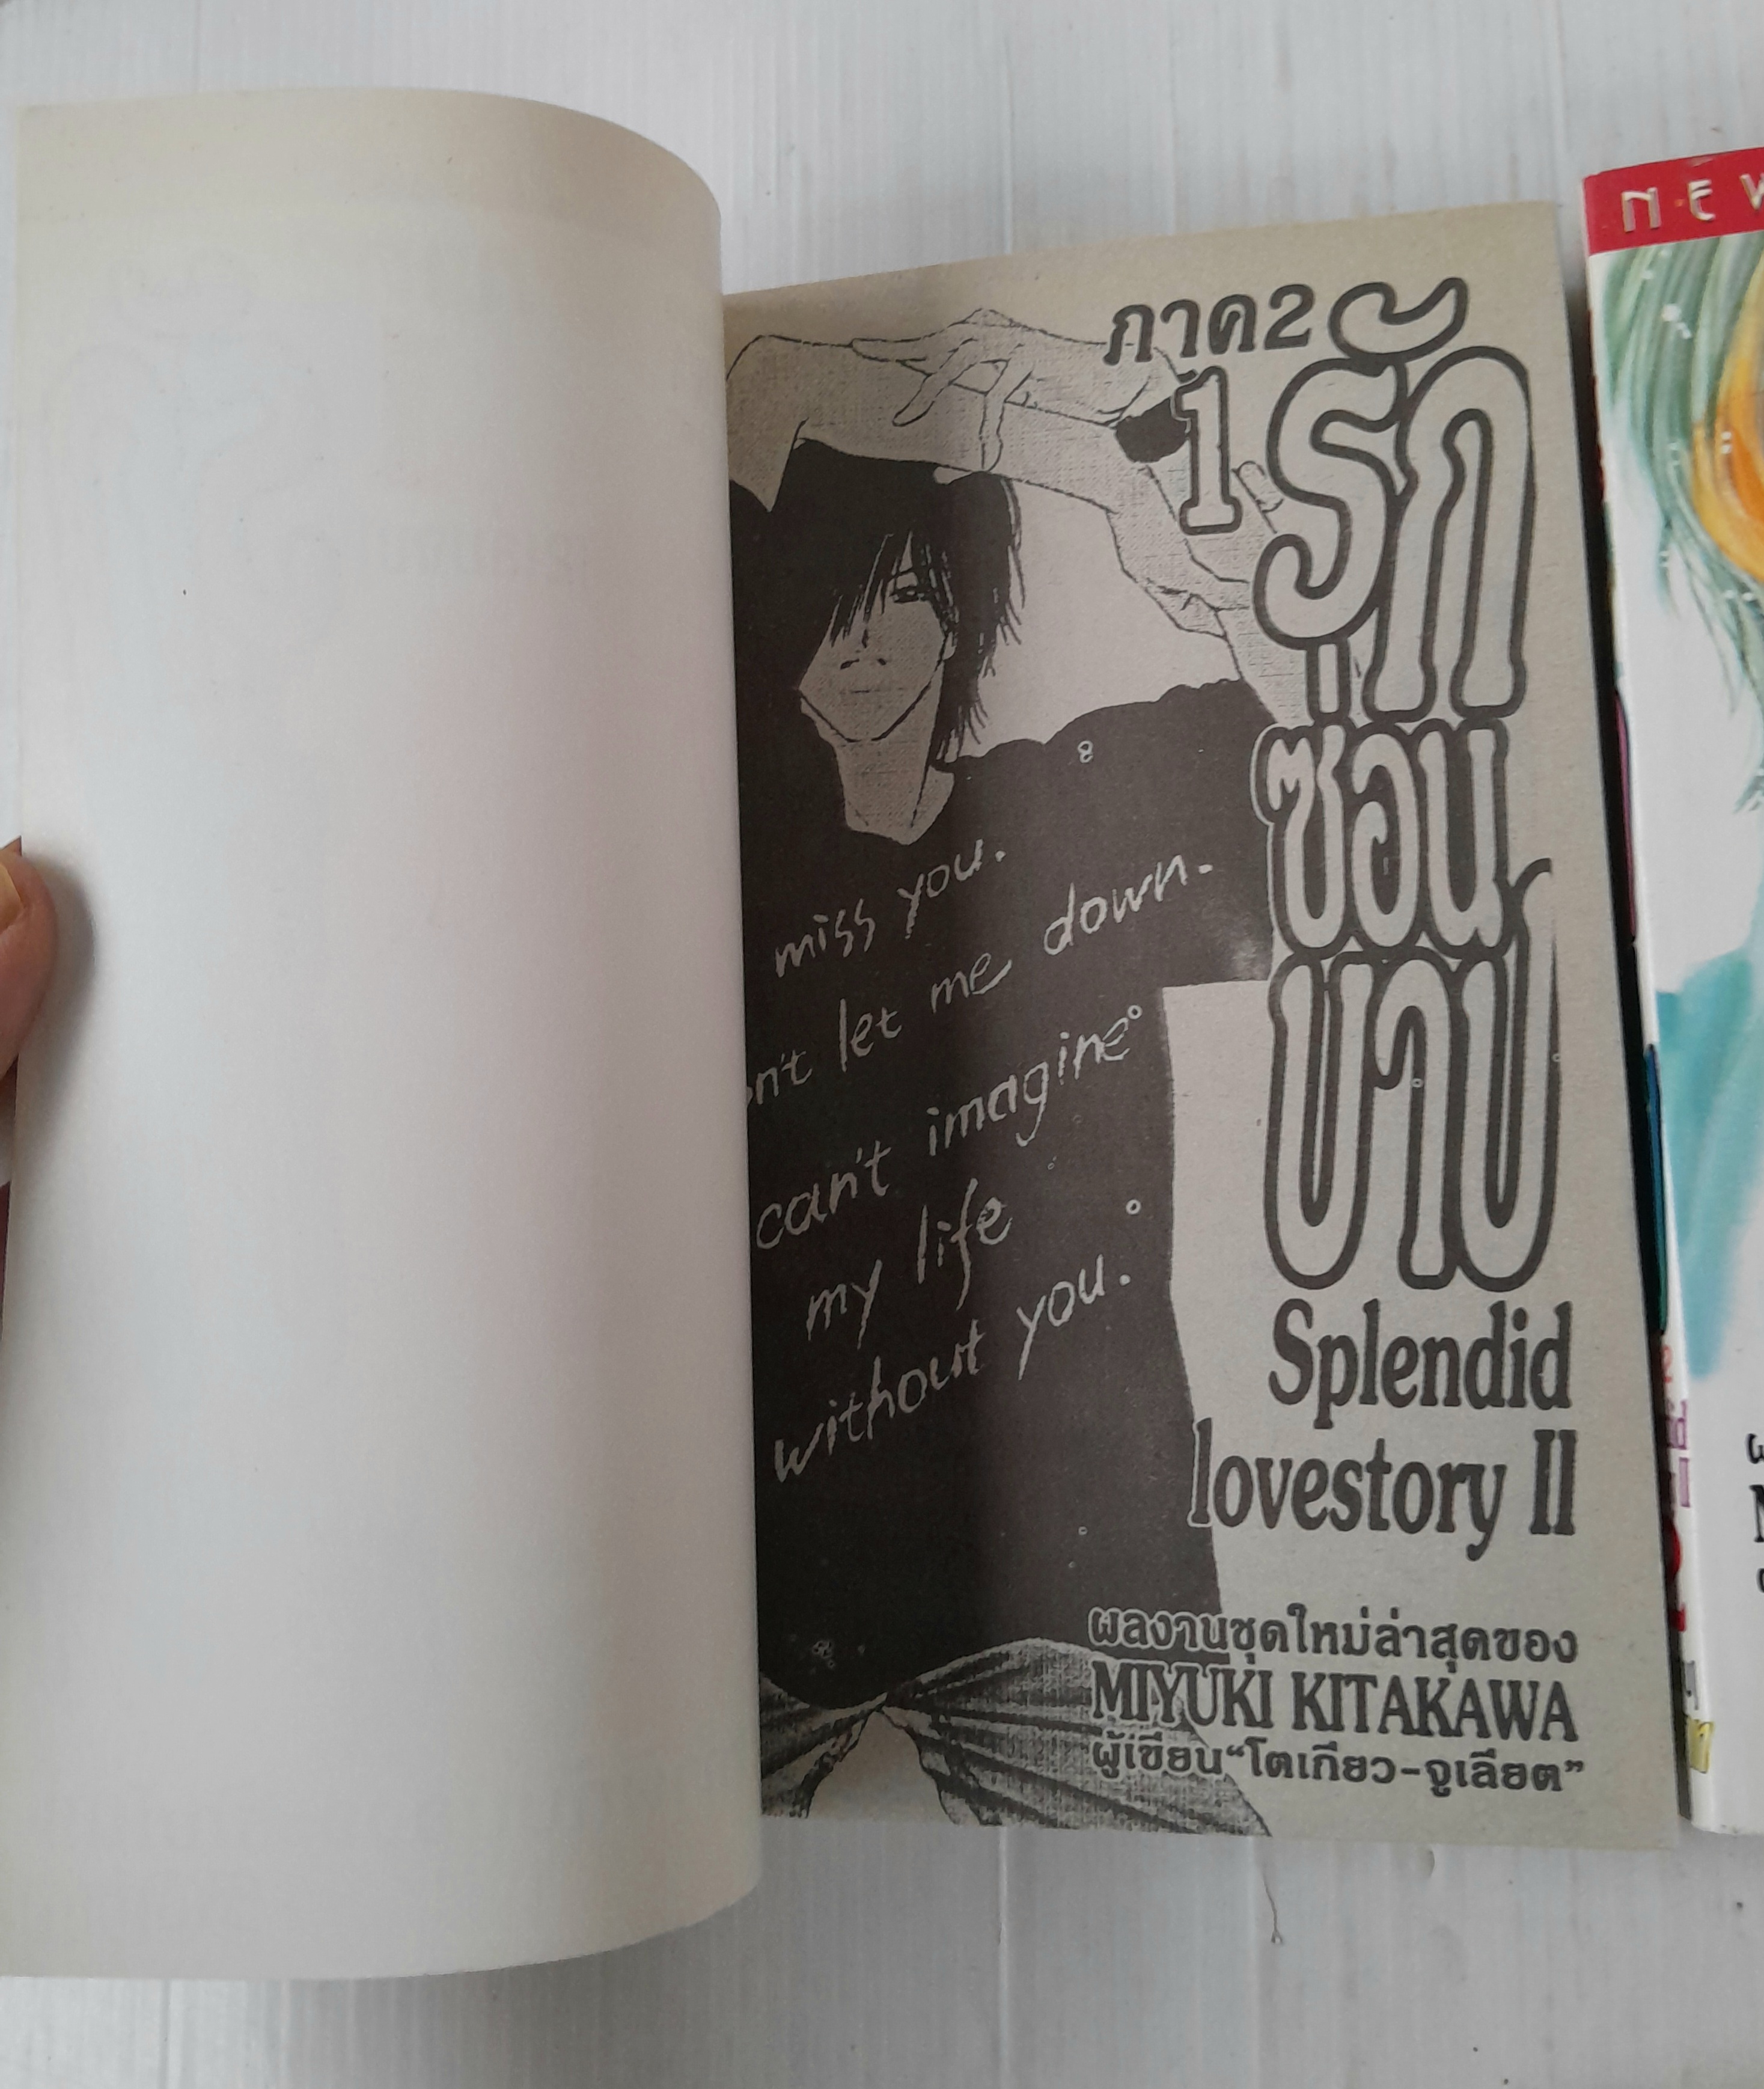 ภาค2
1 รัก
ซ่อน
บาป
Splendid
lovestory II
ผลงานชุดใหม่ล่าสุดของ
MIYUKI KITAKAWA
ผู้เขียน“โตเกียว-จูเลียต”
miss you.
let me down.
can't imagine
my life
without you.